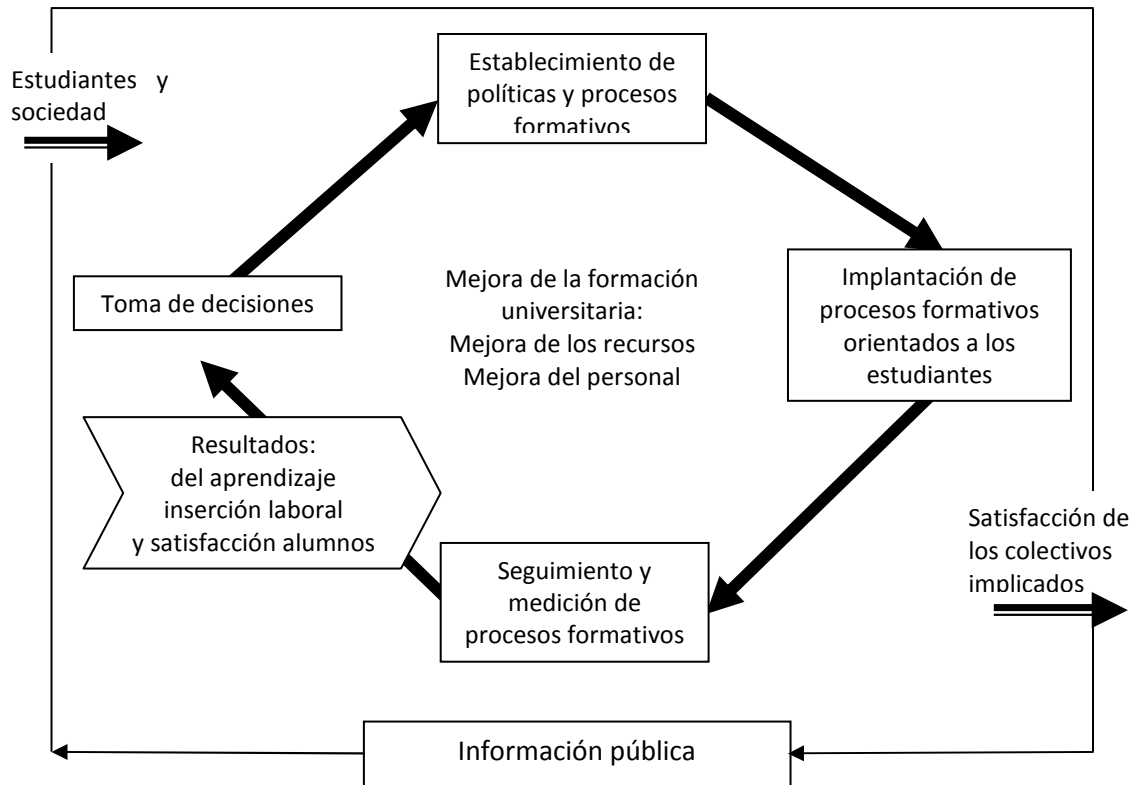 Establecimiento de
políticas y procesos
formativos
Estudiantes y
sociedad
Toma de decisiones
Mejora de la formación
universitaria:
Mejora de los recursos
Mejora del personal
Implantación de
procesos formativos
orientados a los
estudiantes
Resultados:
del aprendizaje
inserción laboral
y satisfacción alumnos
Seguimiento y
medición de
procesos formativos
Satisfacción de
los colectivos
implicados
Información pública